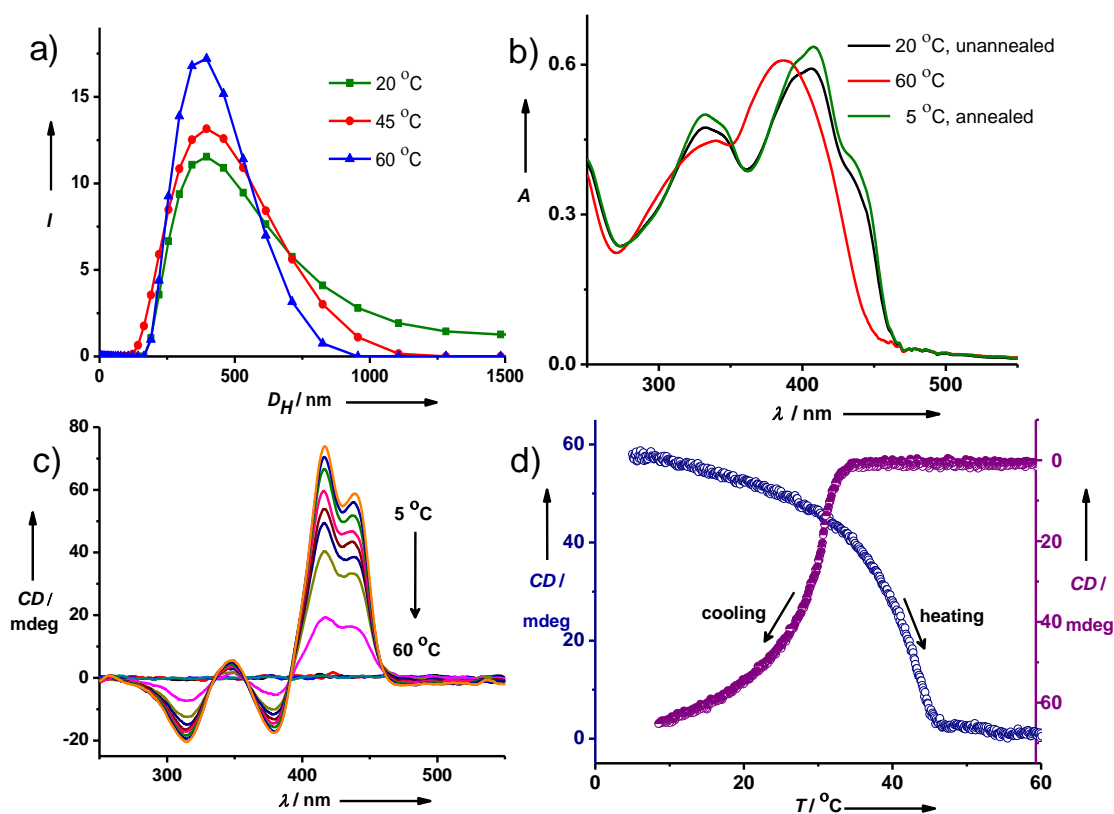 a)
20 °C
45 °C
60 °C
I
15
10
5
0
0 500 1000 1500
D_H / nm
b)
20 °C, unannealed
60 °C
5 °C, annealed
A
0.6
0.3
0.0
300 400 500
λ / nm
c)
80
60
40
20
0
-20
CD /
mdeg
5 °C
60 °C
300 400 500
λ / nm
d)
60
40
20
0
CD /
mdeg
cooling
heating
0
20
40
60
CD /
mdeg
0 20 40 60
T / °C